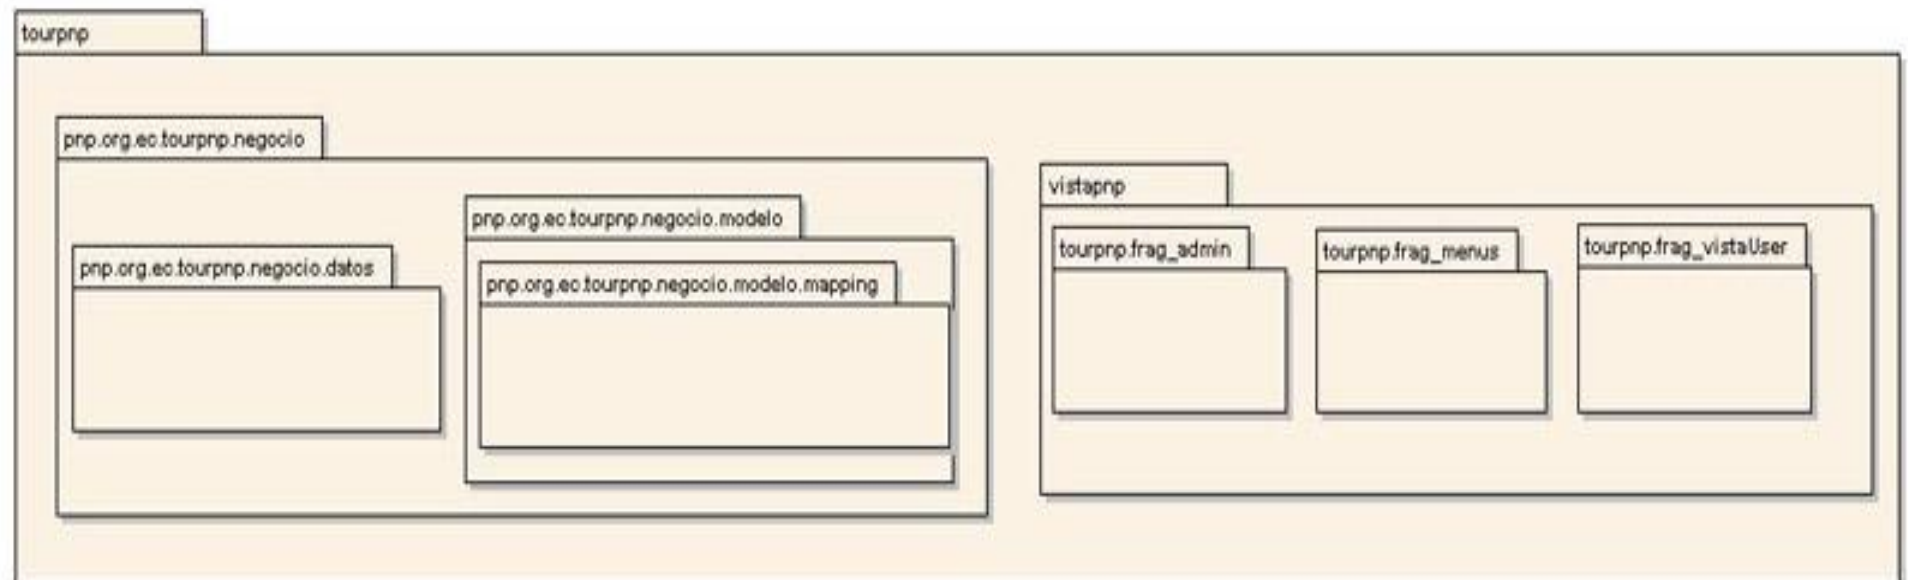 tourpnp
pnp.org.ec.tourpnp.negocio
pnp.org.ec.tourpnp.negocio.datos
pnp.org.ec.tourpnp.negocio.modelo
pnp.org.ec.tourpnp.negocio.modelo.mapping
vistapnp
tourpnp.frag_admin
tourpnp.frag_menus
tourpnp.frag_vistaUser